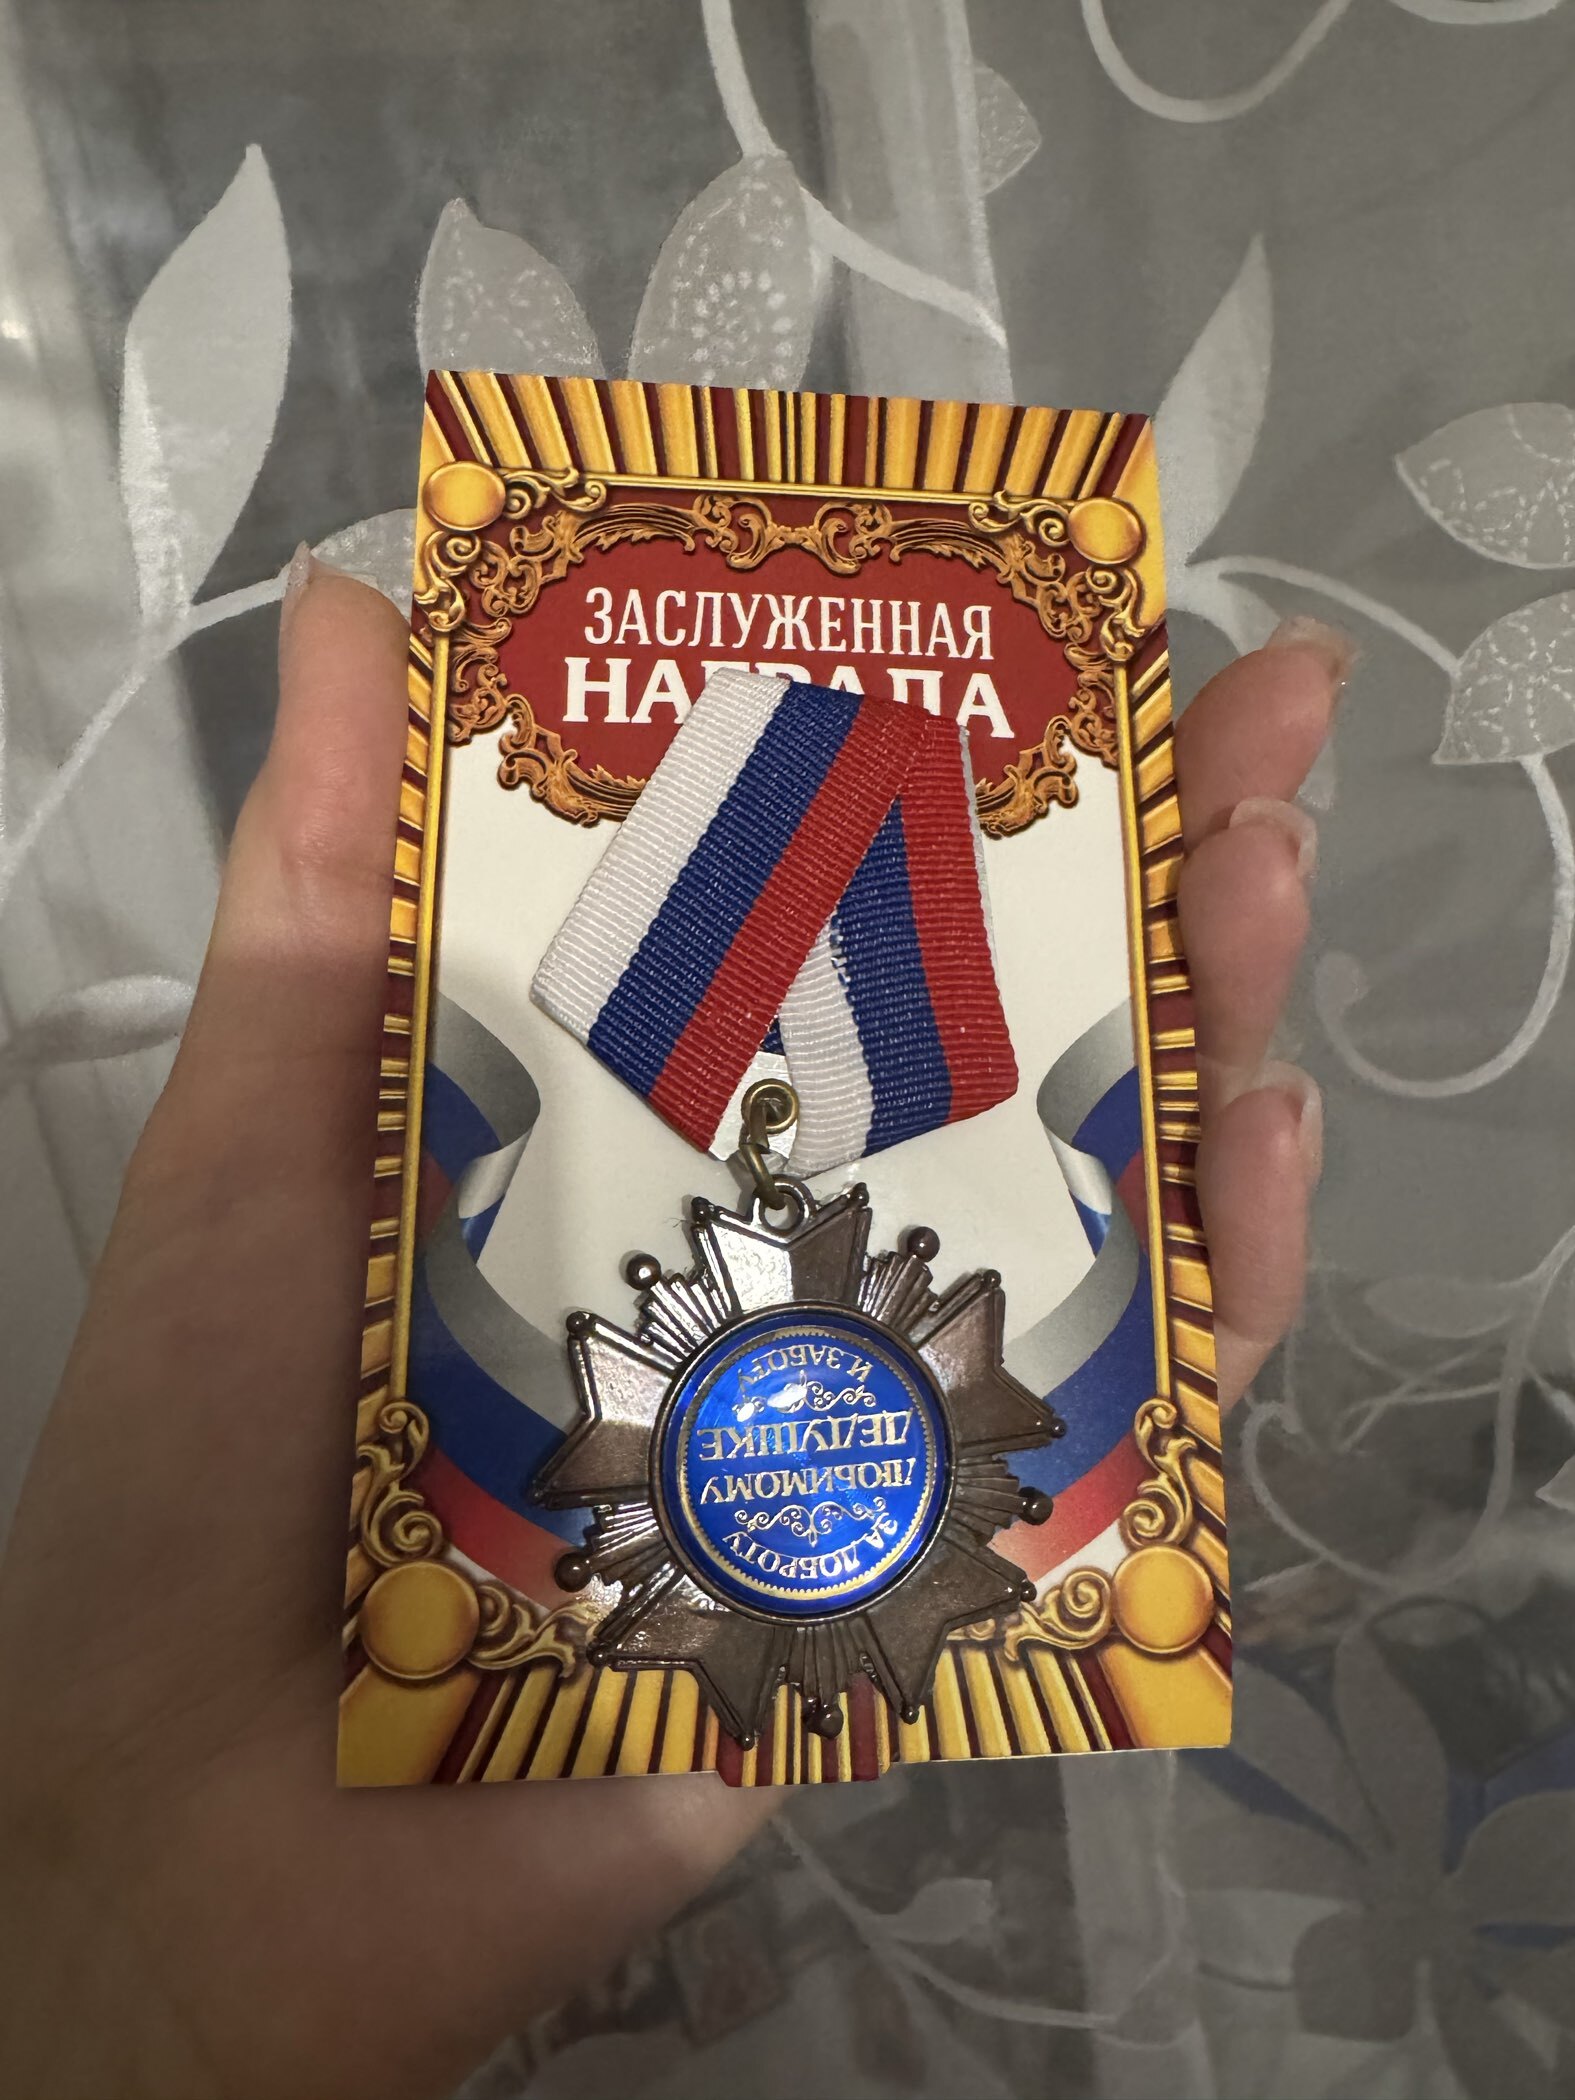 ЗАСЛУЖЕННАЯ
НАГРАДА
ЗА ДОБРОТУ
ЛЮБИМОМУ
ДЕДУШКЕ
И ЗАБОТУ